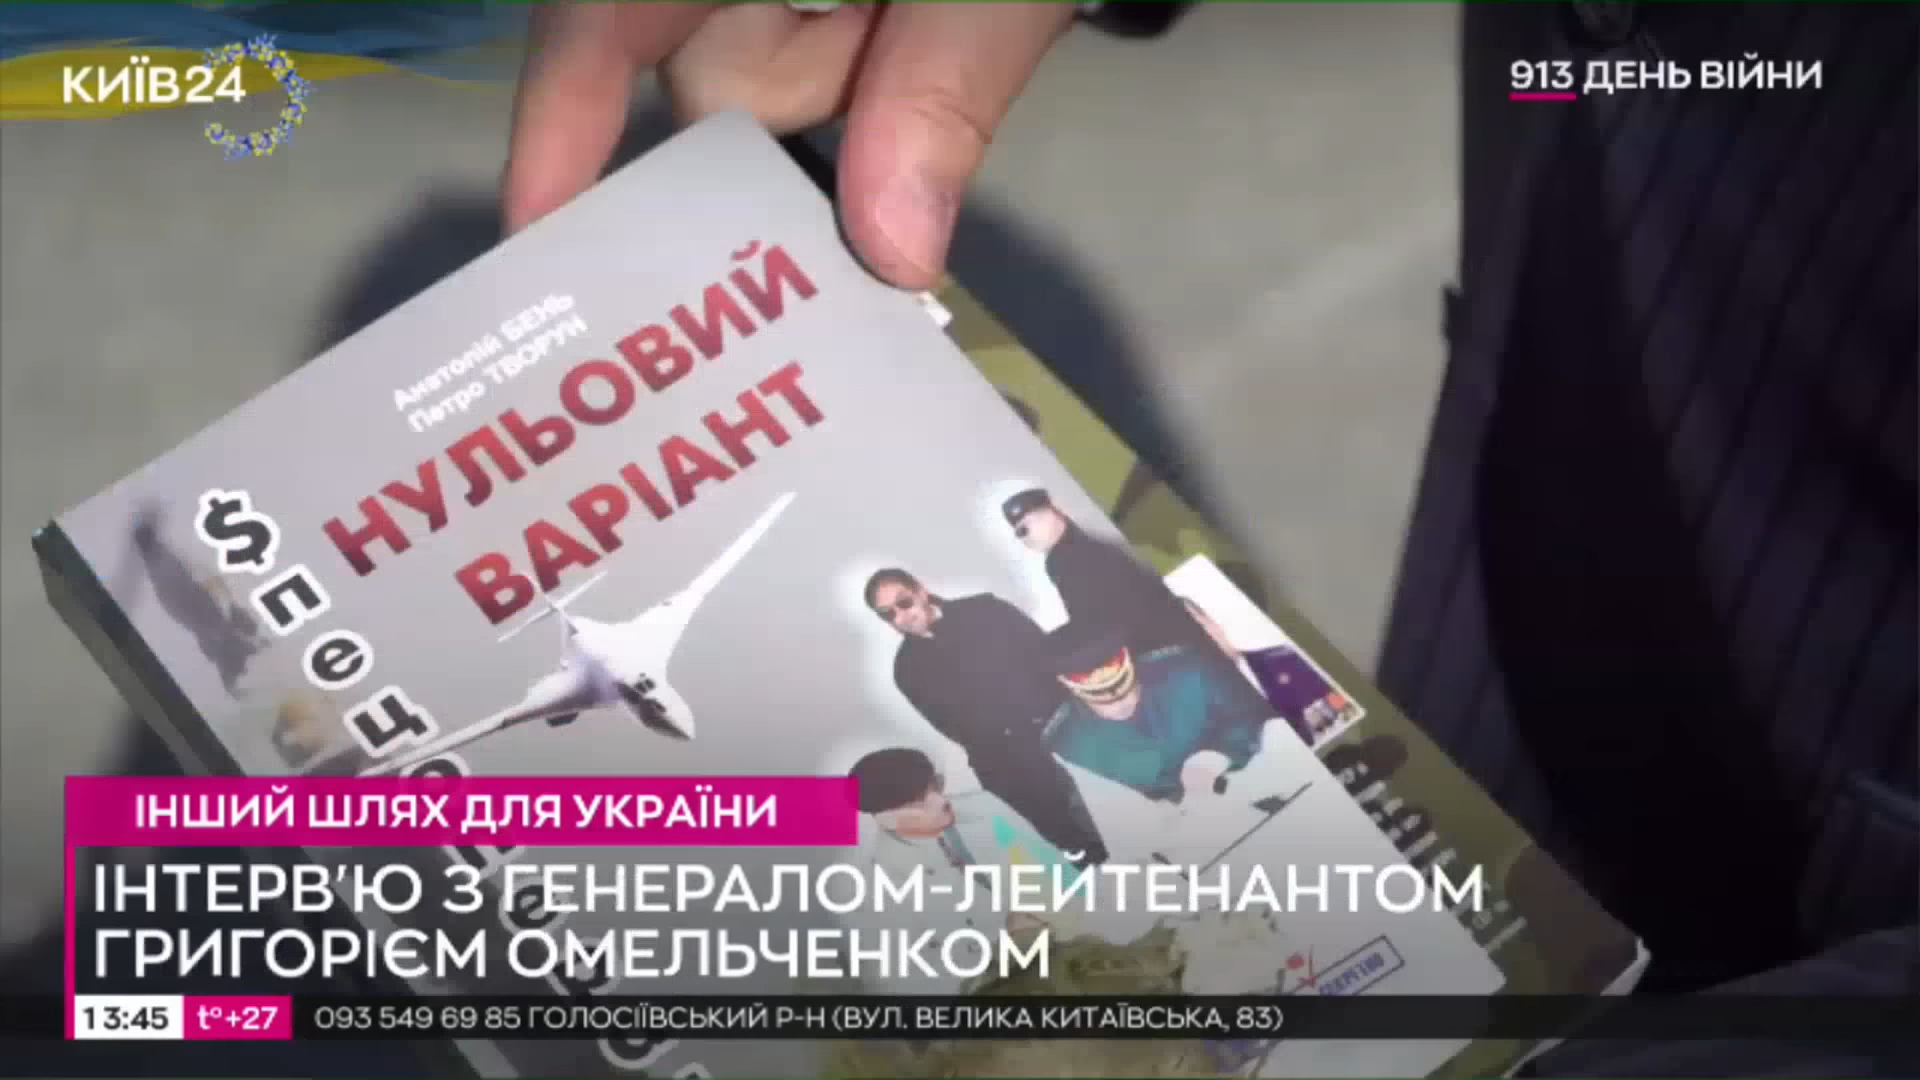 КИЇВ24
913 ДЕНЬ ВІЙНИ
Анатолій БЕНЬ
Петро ТВОРУН
НУЛЬОВИЙ
ВАРІАНТ
$пецо
ІНШИЙ ШЛЯХ ДЛЯ УКРАЇНИ
ІНТЕРВ'Ю З ГЕНЕРАЛОМ-ЛЕЙТЕНАНТОМ
ГРИГОРІЄМ ОМЕЛЬЧЕНКОМ
13:45 t°+27 093 549 69 85 ГОЛОСІЇВСЬКИЙ Р-Н (ВУЛ. ВЕЛИКА КИТАЇВСЬКА, 83)